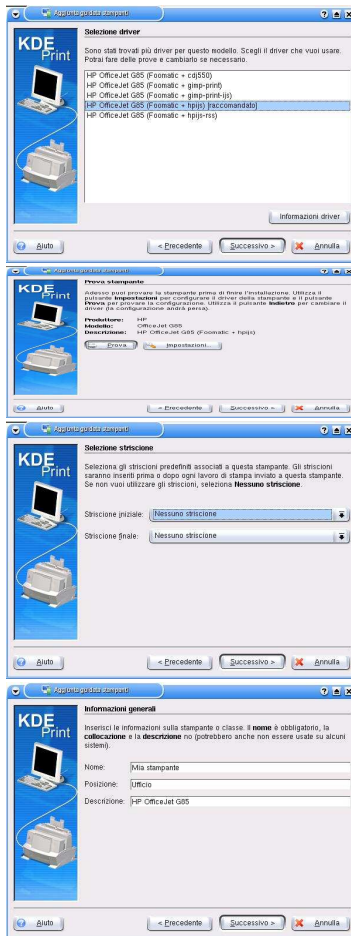 Aggiunta guidata stampanti
KDE Print
Selezione driver
Sono stati trovati più driver per questo modello. Scegli il driver che vuoi usare.
Potrai fare delle prove e cambiarlo se necessario.
HP OfficeJet G85 (Foomatic + cdj550)
HP OfficeJet G85 (Foomatic + gimp-print)
HP OfficeJet G85 (Foomatic + gimp-print-ijs)
HP OfficeJet G85 (Foomatic + hpijs) [raccomandato]
HP OfficeJet G85 (Foomatic + hpijs-rss)
Informazioni driver
Aiuto
< Precedente
Successivo >
Annulla
Aggiunta guidata stampanti
KDE Print
Prova stampante
Adesso puoi provare la stampante prima di finire l'installazione. Utilizza il
pulsante Impostazioni per configurare il driver della stampante e il pulsante
Prova per provare la configurazione. Utilizza il pulsante Indietro per cambiare il
driver (la configurazione andrà persa).
Produttore: HP
Modello: OfficeJet G85
Descrizione: HP OfficeJet G85 (Foomatic + hpijs)
Prova
Impostazioni
Aiuto
< Precedente
Successivo >
Annulla
Aggiunta guidata stampanti
KDE Print
Selezione striscione
Seleziona gli striscioni predefiniti associati a questa stampante. Gli striscioni
saranno inseriti prima o dopo ogni lavoro di stampa inviato a questa stampante.
Se non vuoi utilizzare gli striscioni, seleziona Nessuno striscione.
Striscione iniziale: Nessuno striscione
Striscione finale: Nessuno striscione
Aiuto
< Precedente
Successivo >
Annulla
Aggiunta guidata stampanti
KDE Print
Informazioni generali
Inserisci le informazioni sulla stampante o classe. Il nome è obbligatorio, la
collocazione e la descrizione no (potrebbero anche non essere usate su alcuni
sistemi).
Nome: Mia stampante
Posizione: Ufficio
Descrizione: HP OfficeJet G85
Aiuto
< Precedente
Successivo >
Annulla